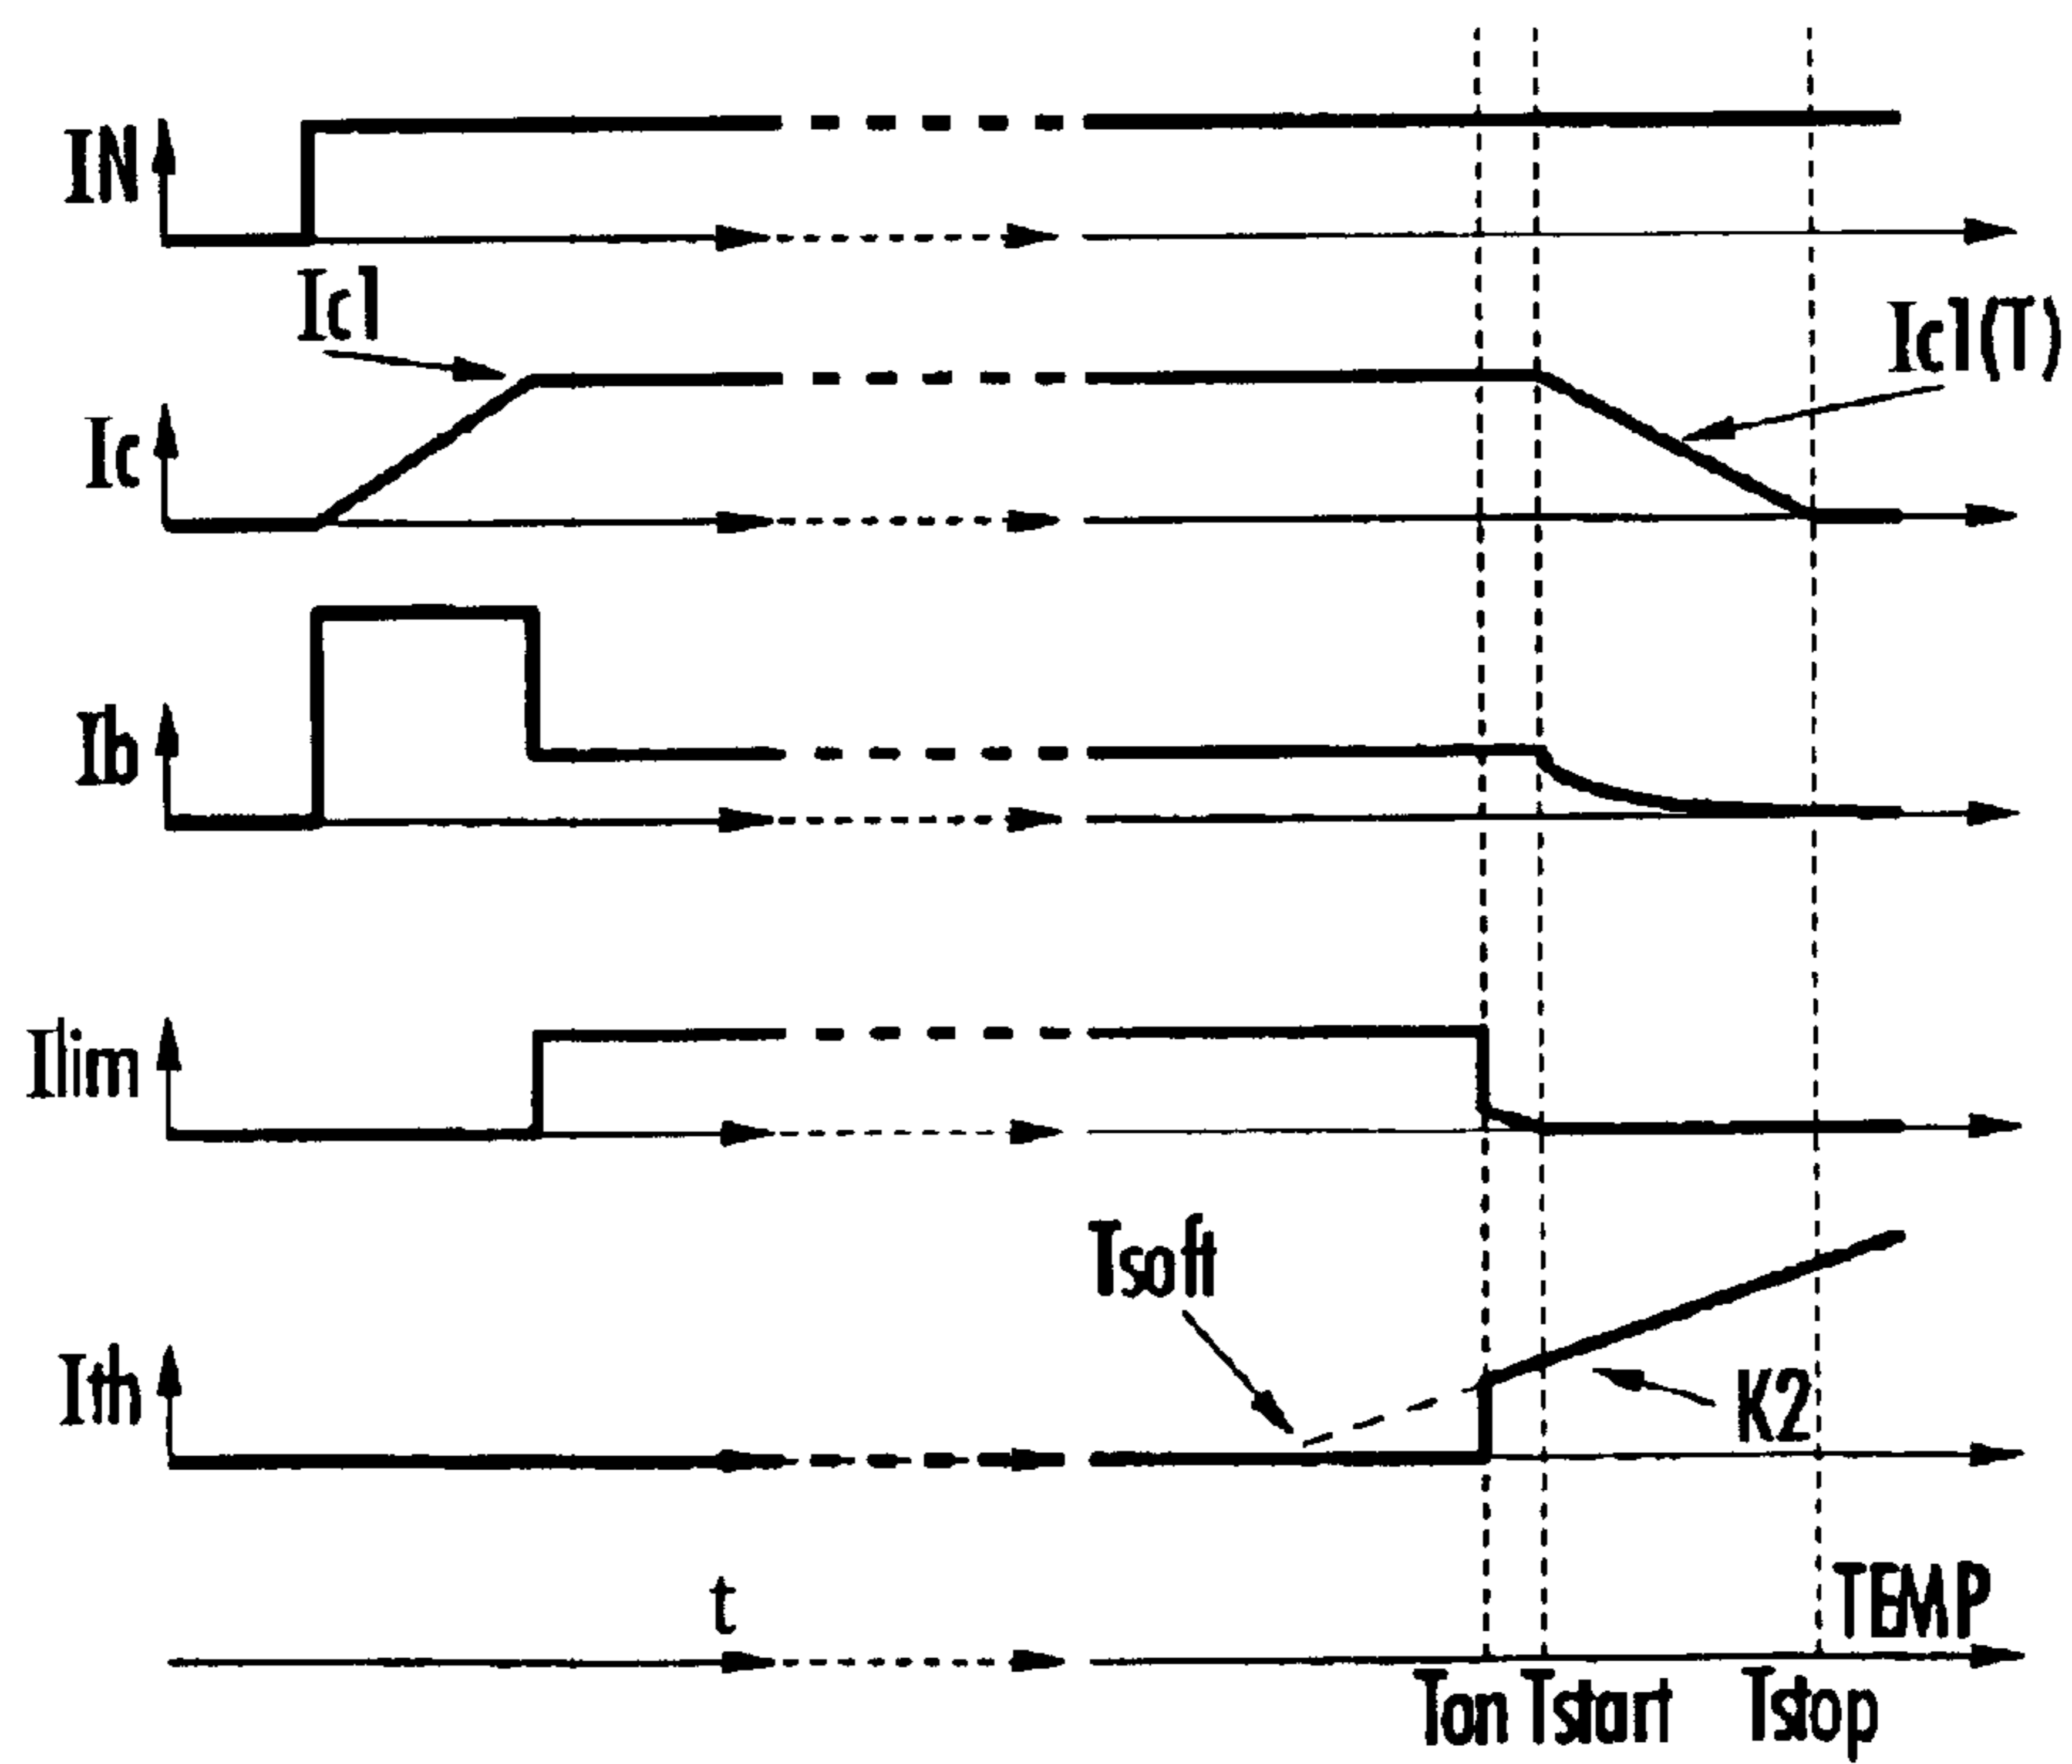 IN
Icl
Icl(T)
Ic
Ib
Ilim
Tsoft
Ith
K2
t
TEMP
Ton Tstart Tstop